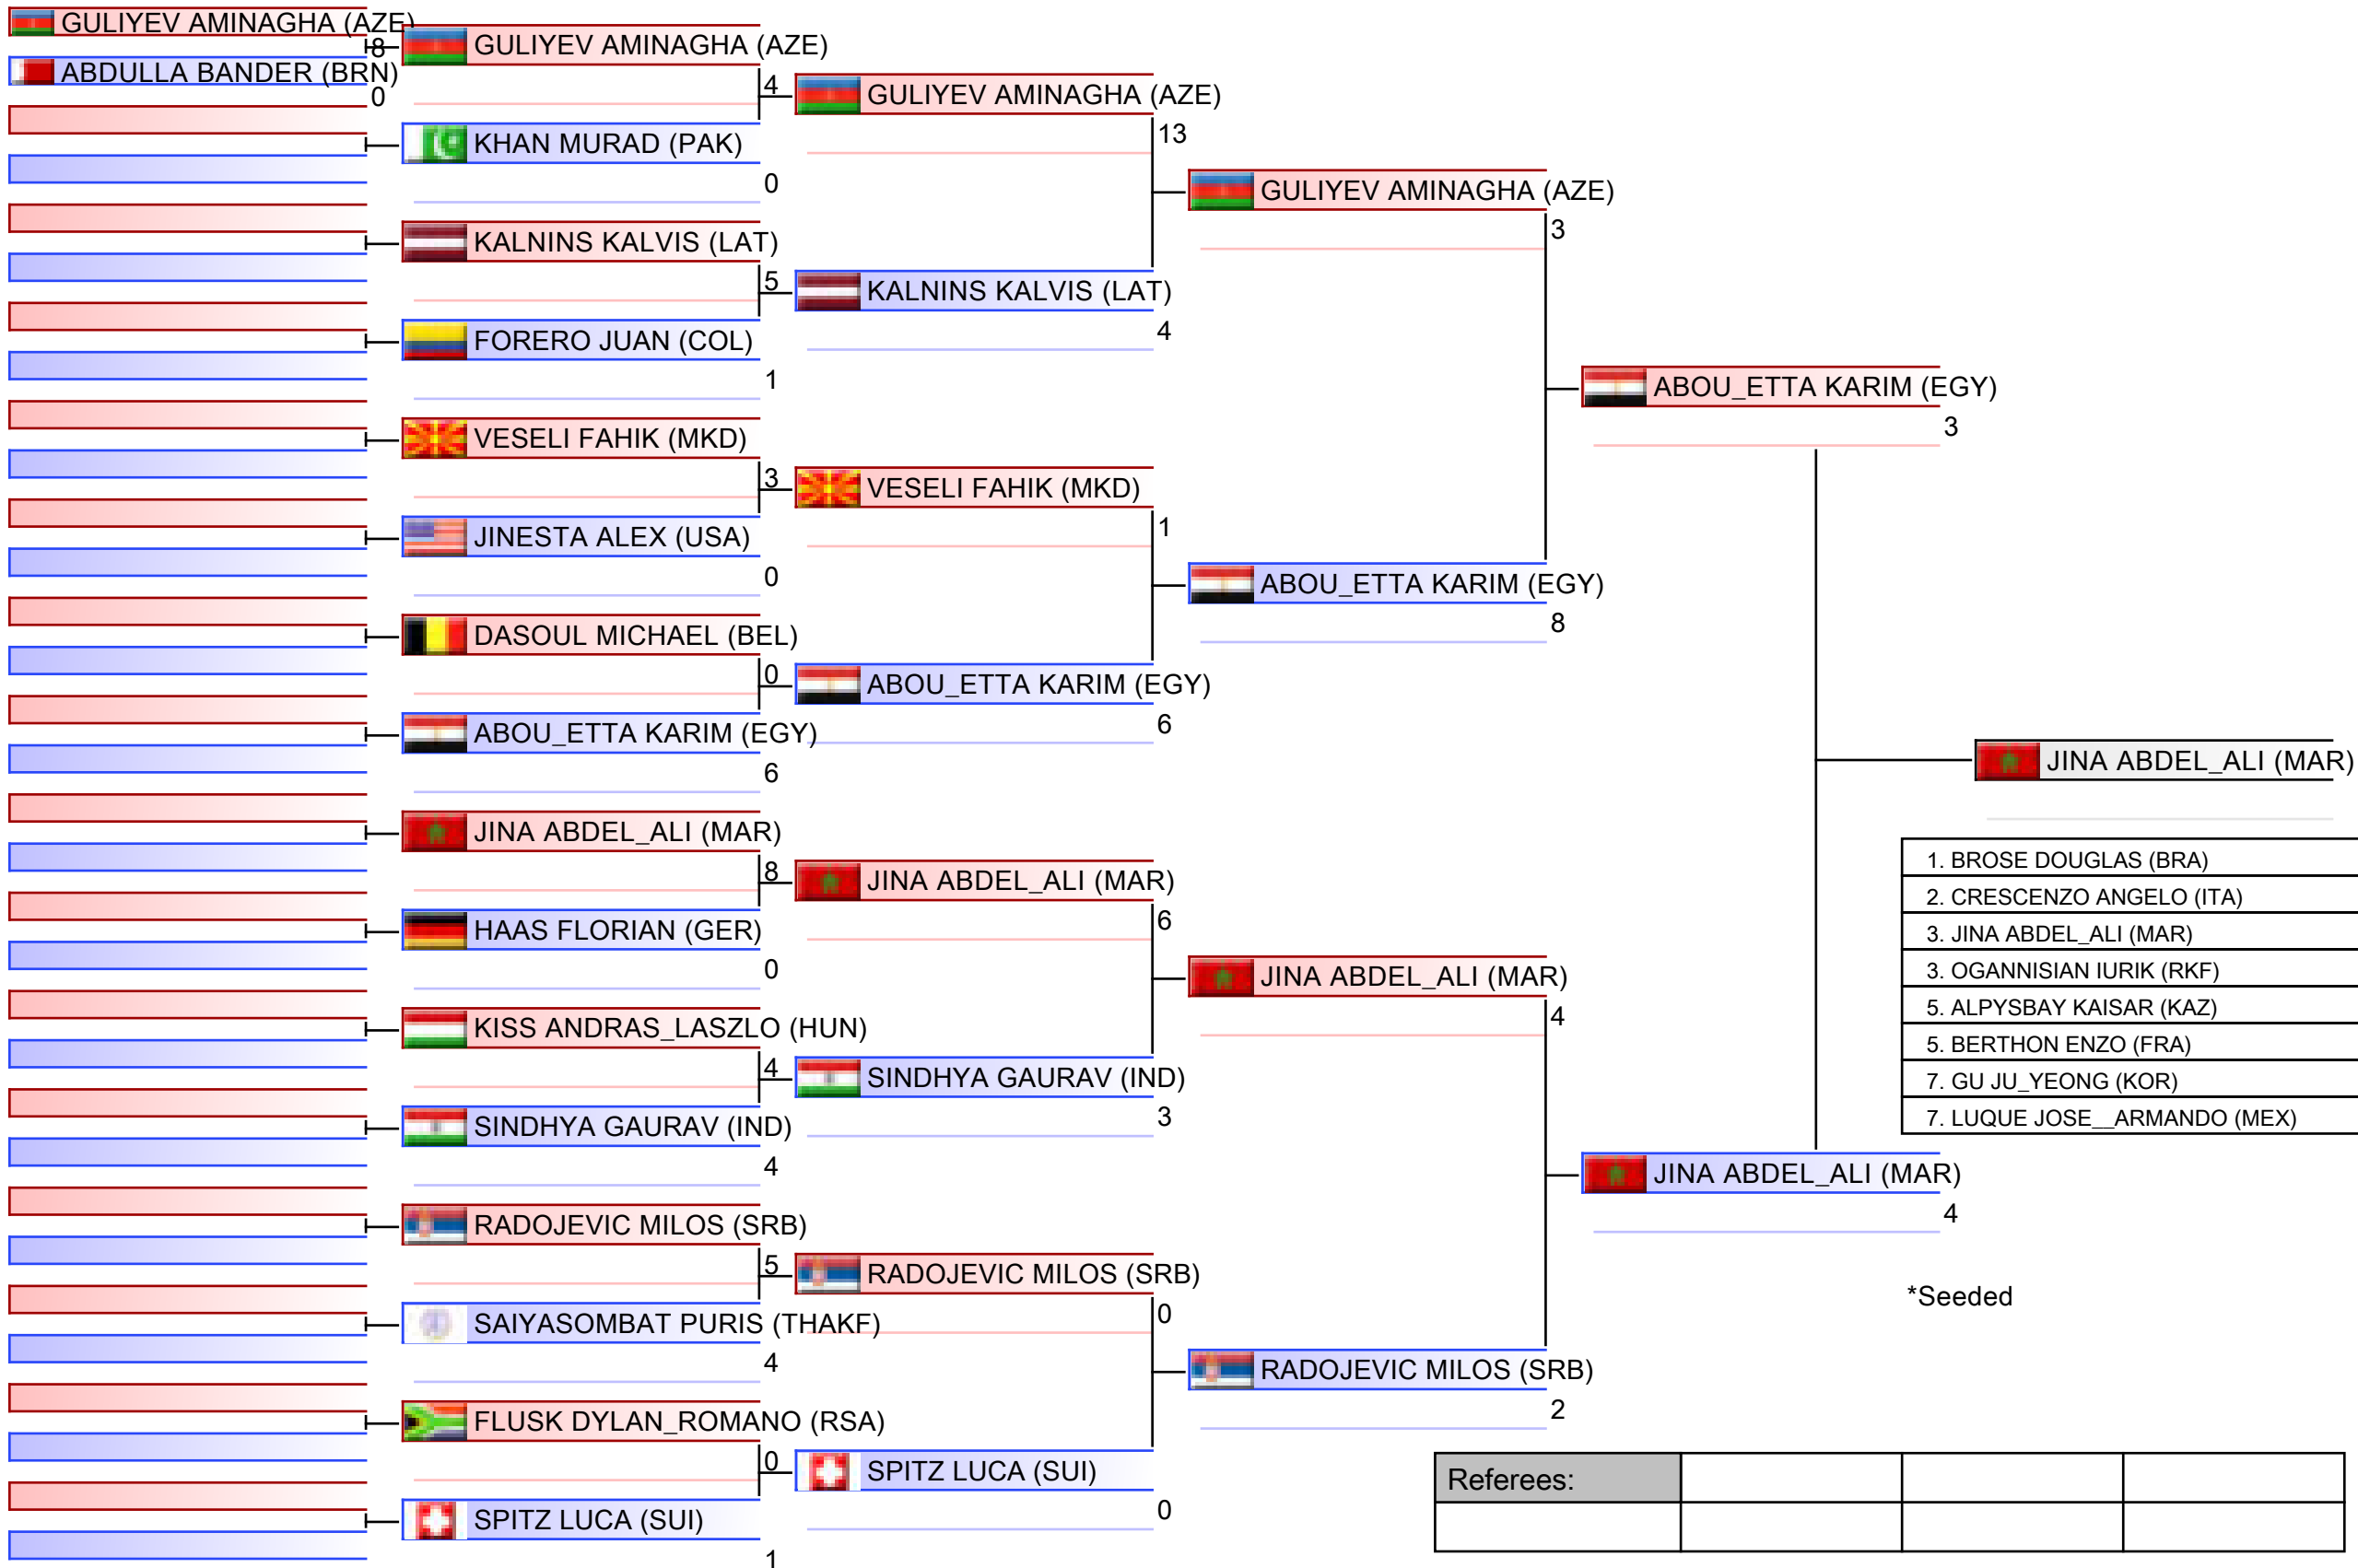 GULIYEV AMINAGHA (AZE)
8
ABDULLA BANDER (BRN)
0
GULIYEV AMINAGHA (AZE)
4
KHAN MURAD (PAK)
0
KALNINS KALVIS (LAT)
5
FORERO JUAN (COL)
1
VESELI FAHIK (MKD)
3
JINESTA ALEX (USA)
0
DASOUL MICHAEL (BEL)
0
ABOU_ETTA KARIM (EGY)
6
JINA ABDEL_ALI (MAR)
8
HAAS FLORIAN (GER)
0
KISS ANDRAS_LASZLO (HUN)
4
SINDHYA GAURAV (IND)
4
RADOJEVIC MILOS (SRB)
5
SAIYASOMBAT PURIS (THAKF)
4
FLUSK DYLAN_ROMANO (RSA)
0
SPITZ LUCA (SUI)
1
GULIYEV AMINAGHA (AZE)
13
KALNINS KALVIS (LAT)
4
VESELI FAHIK (MKD)
1
ABOU_ETTA KARIM (EGY)
6
JINA ABDEL_ALI (MAR)
6
SINDHYA GAURAV (IND)
3
RADOJEVIC MILOS (SRB)
0
SPITZ LUCA (SUI)
0
GULIYEV AMINAGHA (AZE)
3
ABOU_ETTA KARIM (EGY)
8
JINA ABDEL_ALI (MAR)
4
RADOJEVIC MILOS (SRB)
2
ABOU_ETTA KARIM (EGY)
3
JINA ABDEL_ALI (MAR)
4
JINA ABDEL_ALI (MAR)
1. BROSE DOUGLAS (BRA)
2. CRESCENZO ANGELO (ITA)
3. JINA ABDEL_ALI (MAR)
3. OGANNISIAN IURIK (RKF)
5. ALPYSBAY KAISAR (KAZ)
5. BERTHON ENZO (FRA)
7. GU JU_YEONG (KOR)
7. LUQUE JOSE__ARMANDO (MEX)
*Seeded
Referees: